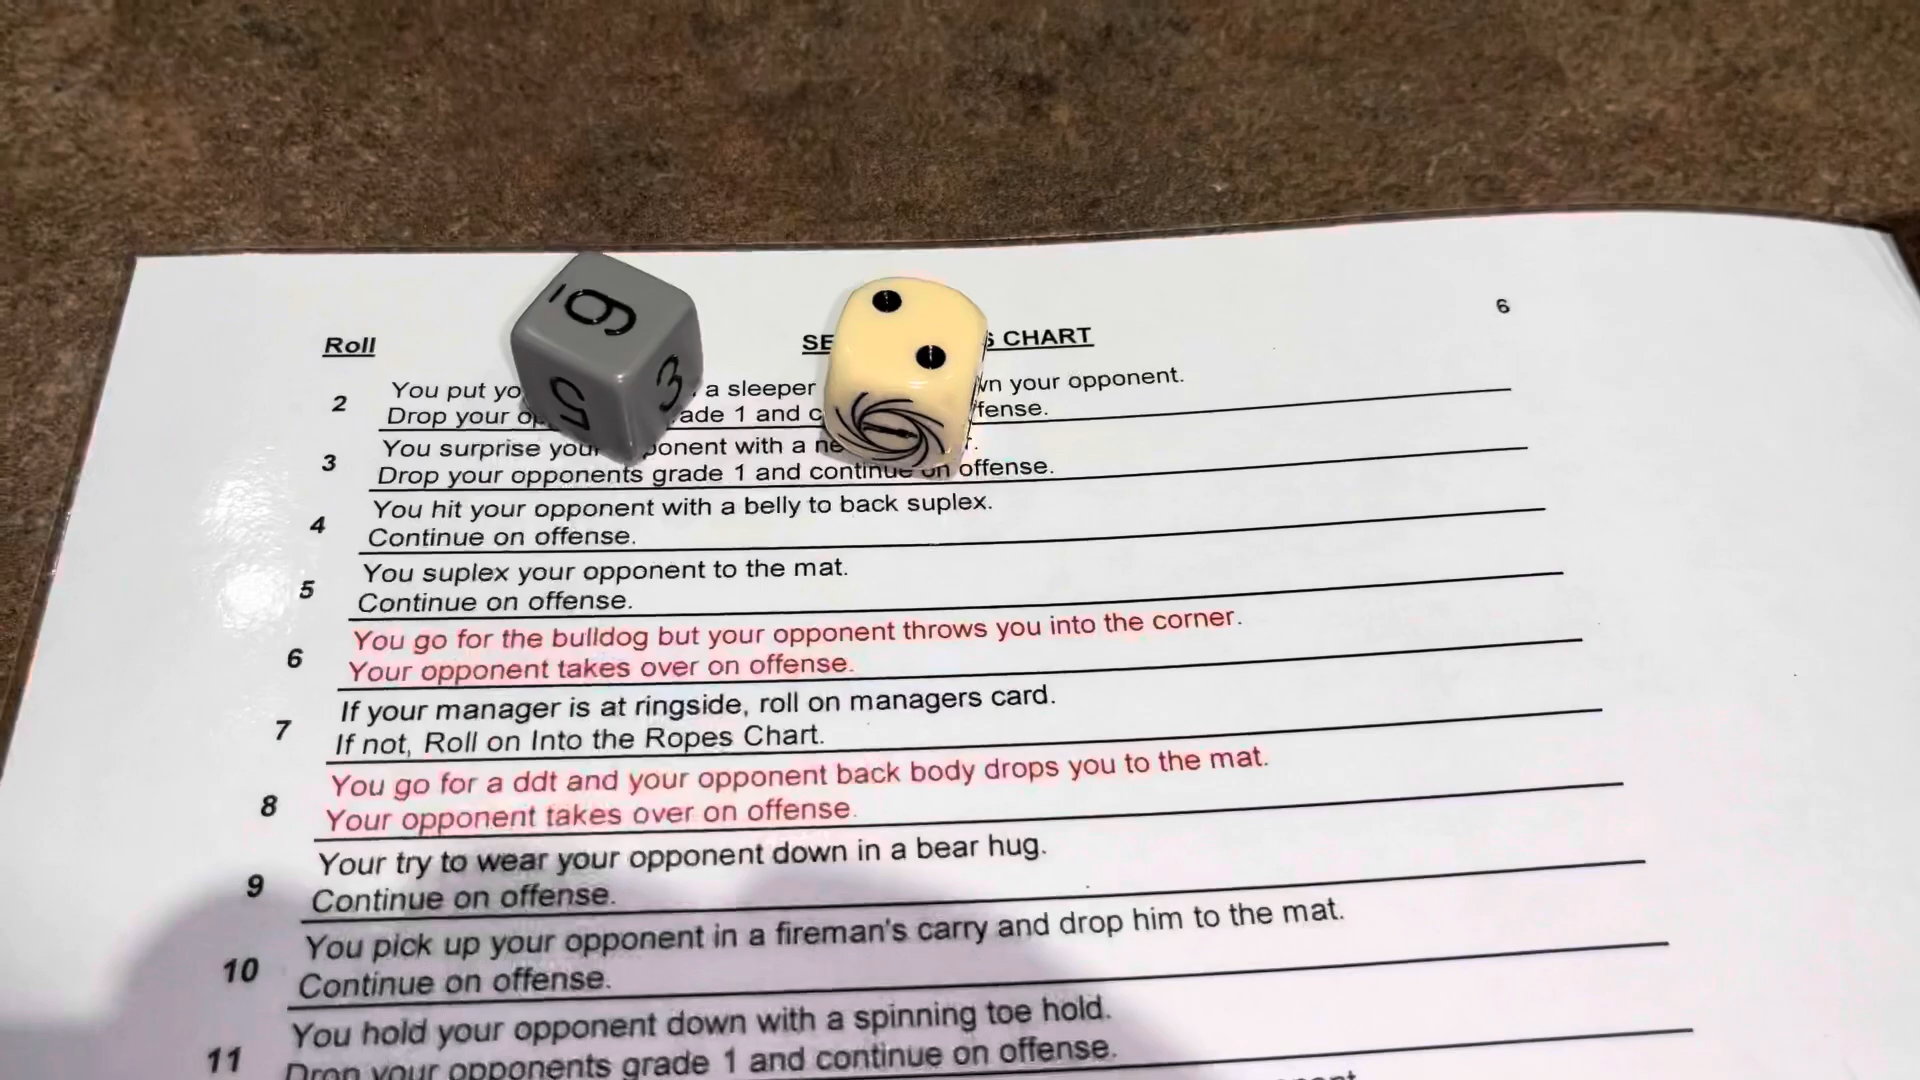 6
Roll SE S CHART
2 You put yo a sleeper your opponent.
Drop your ade 1 and c fense.
3 You surprise your ponent with a ne
Drop your opponents grade 1 and continue on offense.
4 You hit your opponent with a belly to back suplex.
Continue on offense.
5 You suplex your opponent to the mat.
Continue on offense.
6 You go for the bulldog but your opponent throws you into the corner.
Your opponent takes over on offense.
7 If your manager is at ringside, roll on managers card.
If not, Roll on Into the Ropes Chart.
8 You go for a ddt and your opponent back body drops you to the mat.
Your opponent takes over on offense.
9 Your try to wear your opponent down in a bear hug.
Continue on offense.
10 You pick up your opponent in a fireman's carry and drop him to the mat.
Continue on offense.
11 You hold your opponent down with a spinning toe hold.
Drop your opponents grade 1 and continue on offense.
6
5 3